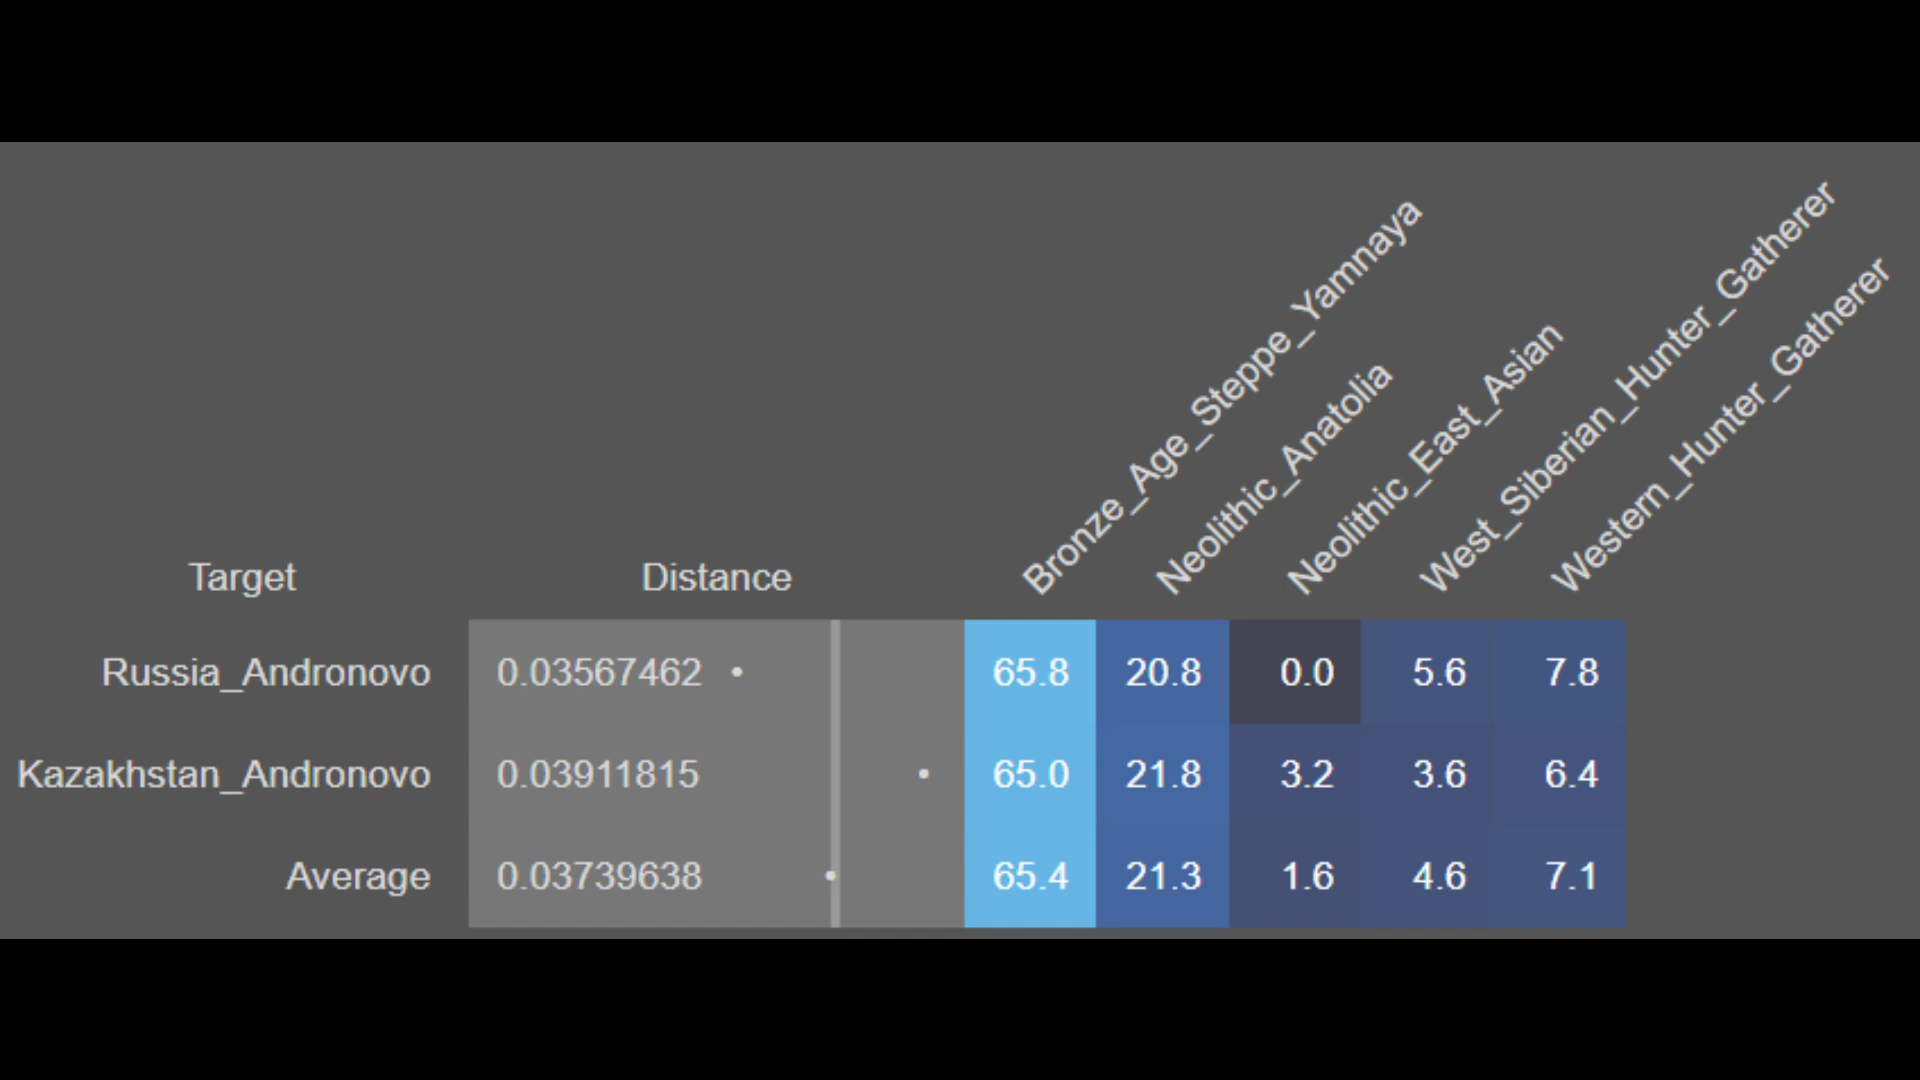 Bronze_Age_Steppe_Yamnaya
Neolithic_Anatolia
Neolithic_East_Asian
West_Siberian_Hunter_Gatherer
Western_Hunter_Gatherer
Target Distance
Russia_Andronovo 0.03567462 65.8 20.8 0.0 5.6 7.8
Kazakhstan_Andronovo 0.03911815 65.0 21.8 3.2 3.6 6.4
Average 0.03739638 65.4 21.3 1.6 4.6 7.1